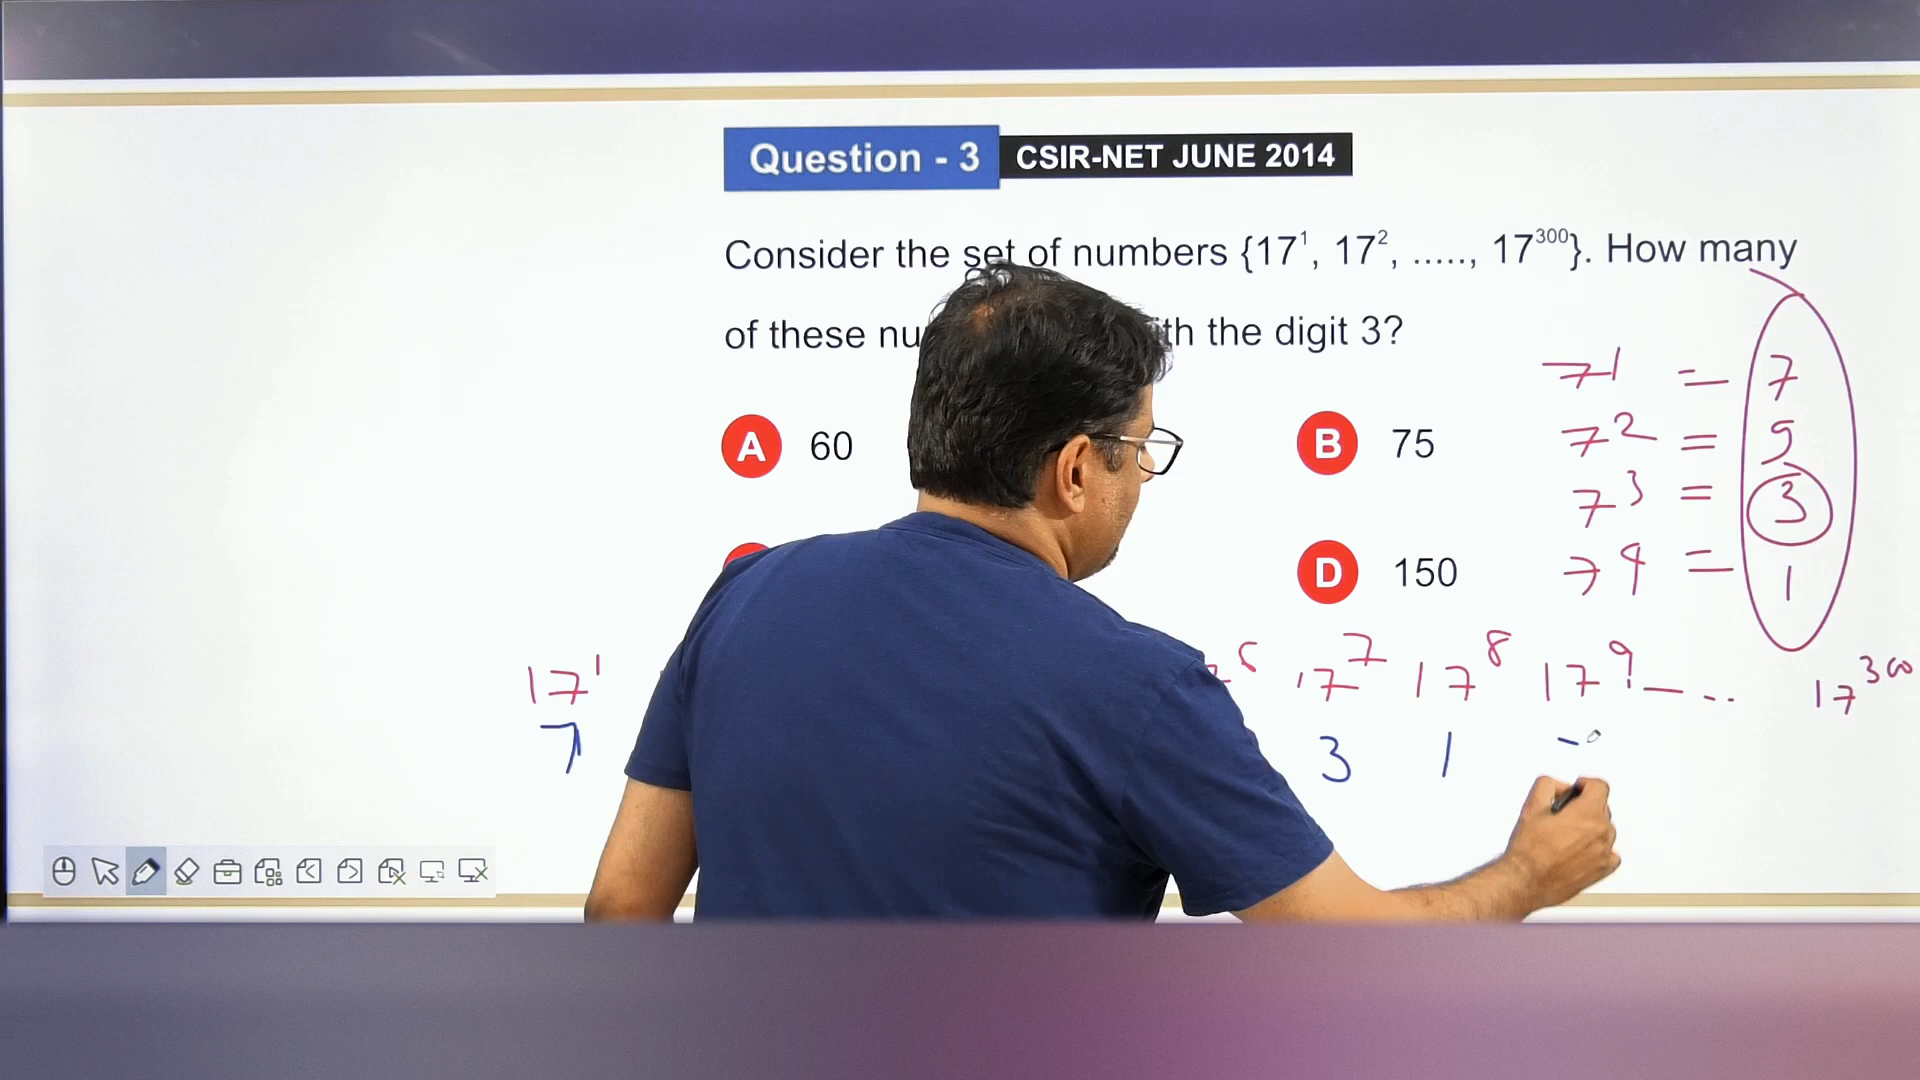 Question - 3 CSIR-NET JUNE 2014
Consider the set of numbers {17¹, 17², ....., 17³⁰⁰}. How many
of these th the digit 3?
A 60 B 75
D 150
7¹ = 7
7² = 9
7³ = 3
7⁴ = 1
17¹ 17⁷ 17⁸ 17⁹ - .. 17³⁰⁰
7 3 1